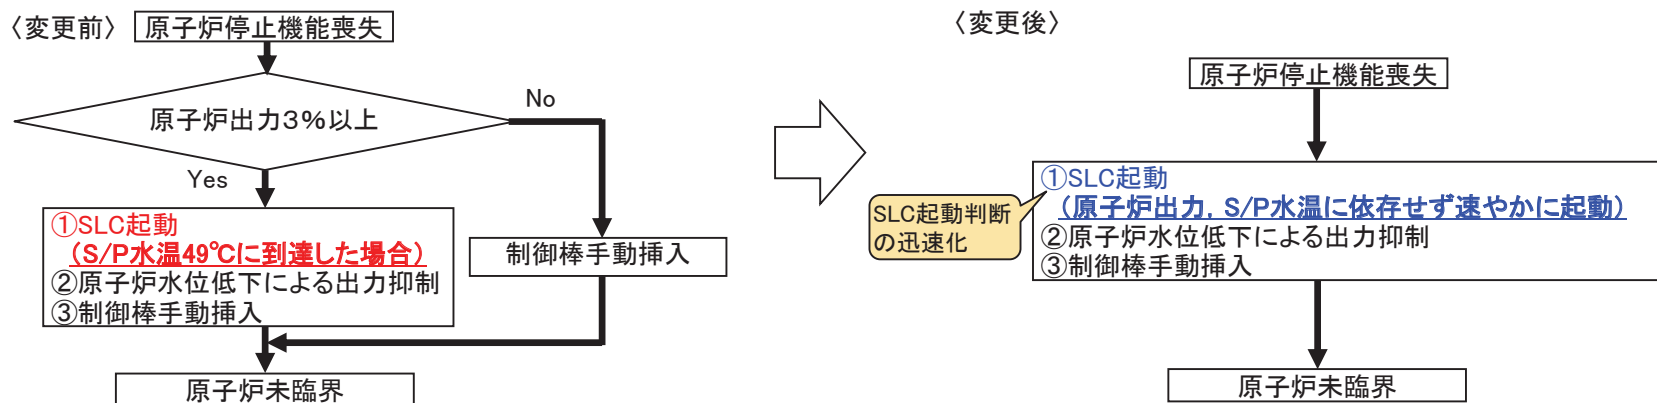 〈変更前〉
原子炉停止機能喪失
原子炉出力3%以上
No
Yes
①SLC起動
(S/P水温49℃に到達した場合)
②原子炉水位低下による出力抑制
③制御棒手動挿入
制御棒手動挿入
原子炉未臨界
〈変更後〉
原子炉停止機能喪失
SLC起動判断
の迅速化
①SLC起動
(原子炉出力, S/P水温に依存せず速やかに起動)
②原子炉水位低下による出力抑制
③制御棒手動挿入
原子炉未臨界